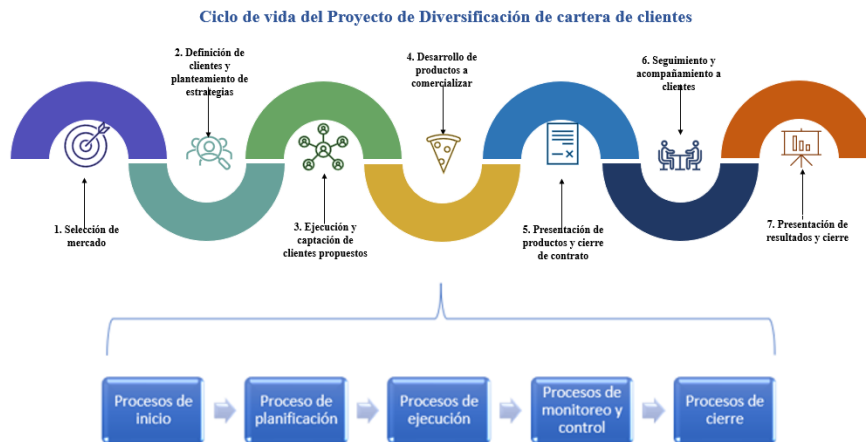 Ciclo de vida del Proyecto de Diversificación de cartera de clientes
2. Definición de
clientes y
planteamiento de
estrategias
4. Desarrollo de
productos a
comercializar
6. Seguimiento y
acompañamiento a
clientes
1. Selección de
mercado
3. Ejecución y
captación de
clientes propuestos
5. Presentación de
productos y cierre
de contrato
7. Presentación de
resultados y cierre
Procesos de
inicio
Proceso de
planificación
Procesos de
ejecución
Procesos de
monitoreo y
control
Procesos de
cierre